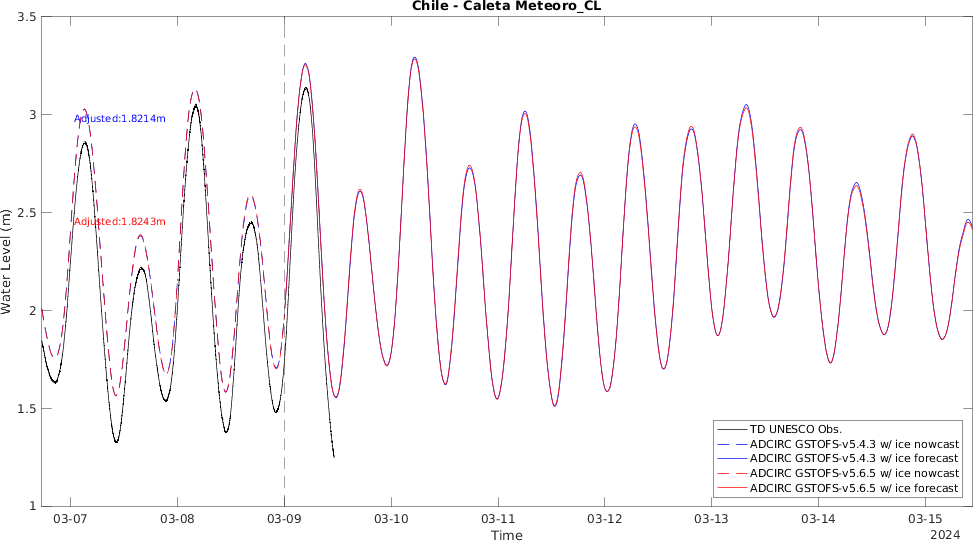 Chile - Caleta Meteoro_CL
3.5
3
2.5
2
1.5
1
Water Level (m)
Adjusted:1.8214m
Adjusted:1.8243m
TD UNESCO Obs.
ADCIRC GSTOFS-v5.4.3 w/ ice nowcast
ADCIRC GSTOFS-v5.4.3 w/ ice forecast
ADCIRC GSTOFS-v5.6.5 w/ ice nowcast
ADCIRC GSTOFS-v5.6.5 w/ ice forecast
03-07 03-08 03-09 03-10 03-11 03-12 03-13 03-14 03-15
Time
2024